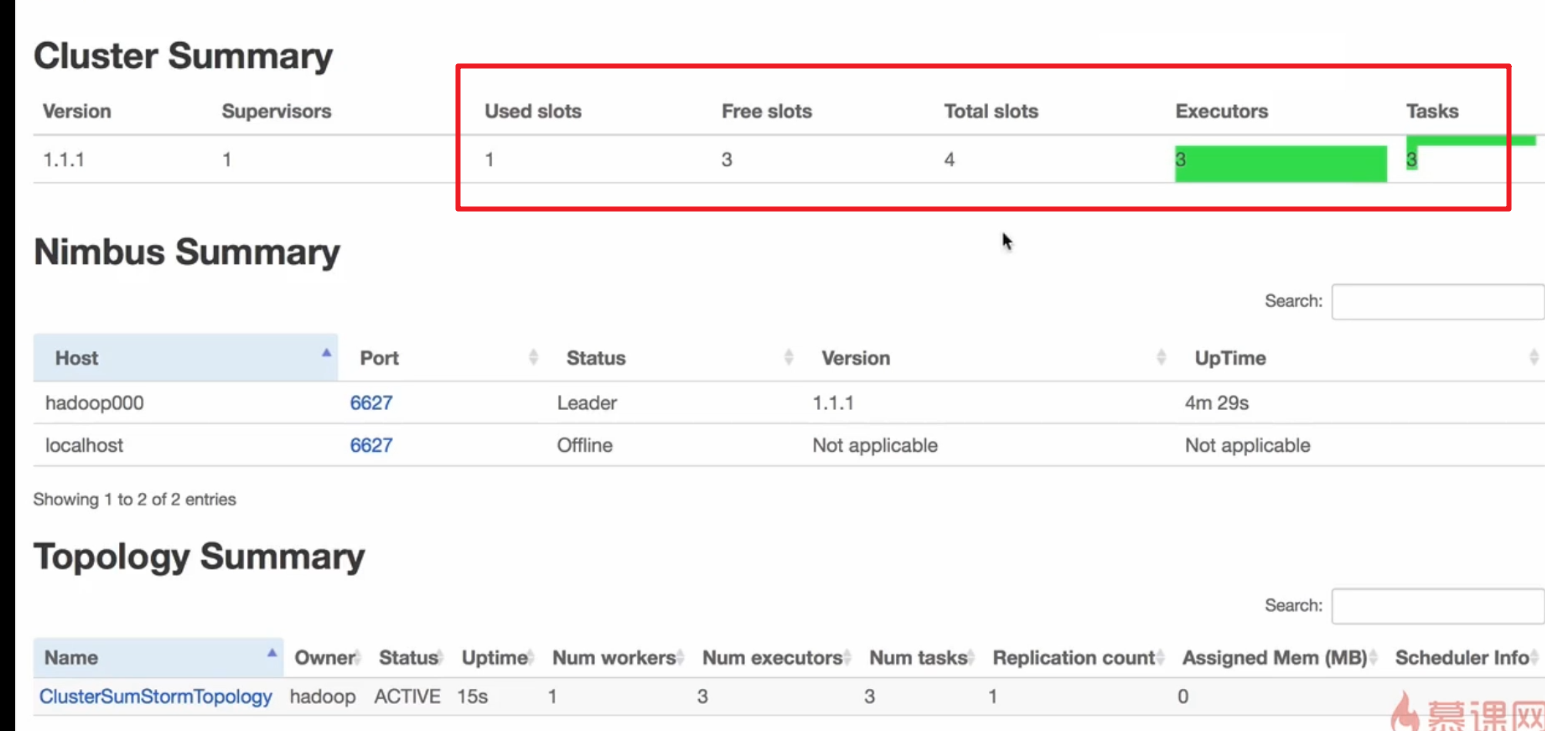 Cluster Summary
Version Supervisors Used slots Free slots Total slots Executors Tasks
1.1.1 1 1 3 4 3 3
Nimbus Summary
Search:
Host Port Status Version UpTime
hadoop000 6627 Leader 1.1.1 4m 29s
localhost 6627 Offline Not applicable Not applicable
Showing 1 to 2 of 2 entries
Topology Summary
Search:
Name Owner Status Uptime Num workers Num executors Num tasks Replication count Assigned Mem (MB) Scheduler Info
ClusterSumStormTopology hadoop ACTIVE 15s 1 3 3 1 0
慕课网